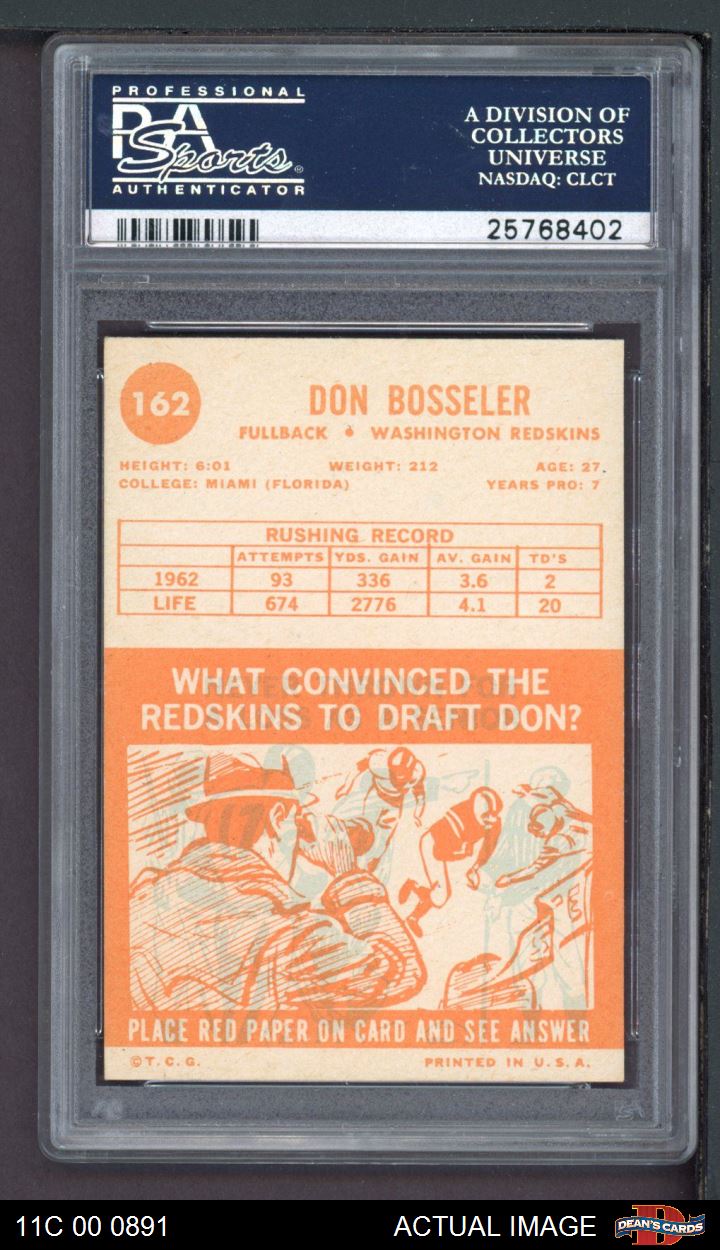 PROFESSIONAL
PSA
Sports®
AUTHENTICATOR
A DIVISION OF
COLLECTORS
UNIVERSE
NASDAQ: CLCT
25768402
162
DON BOSSELER
FULLBACK • WASHINGTON REDSKINS
HEIGHT: 6:01 WEIGHT: 212 AGE: 27
COLLEGE: MIAMI (FLORIDA) YEARS PRO: 7
RUSHING RECORD
ATTEMPTS YDS. GAIN AV. GAIN TD'S
1962 93 336 3.6 2
LIFE 674 2776 4.1 20
WHAT CONVINCED THE
REDSKINS TO DRAFT DON?
PLACE RED PAPER ON CARD AND SEE ANSWER
©T.C.G. PRINTED IN U.S.A.
11C 00 0891 ACTUAL IMAGE DEAN'S CARDS